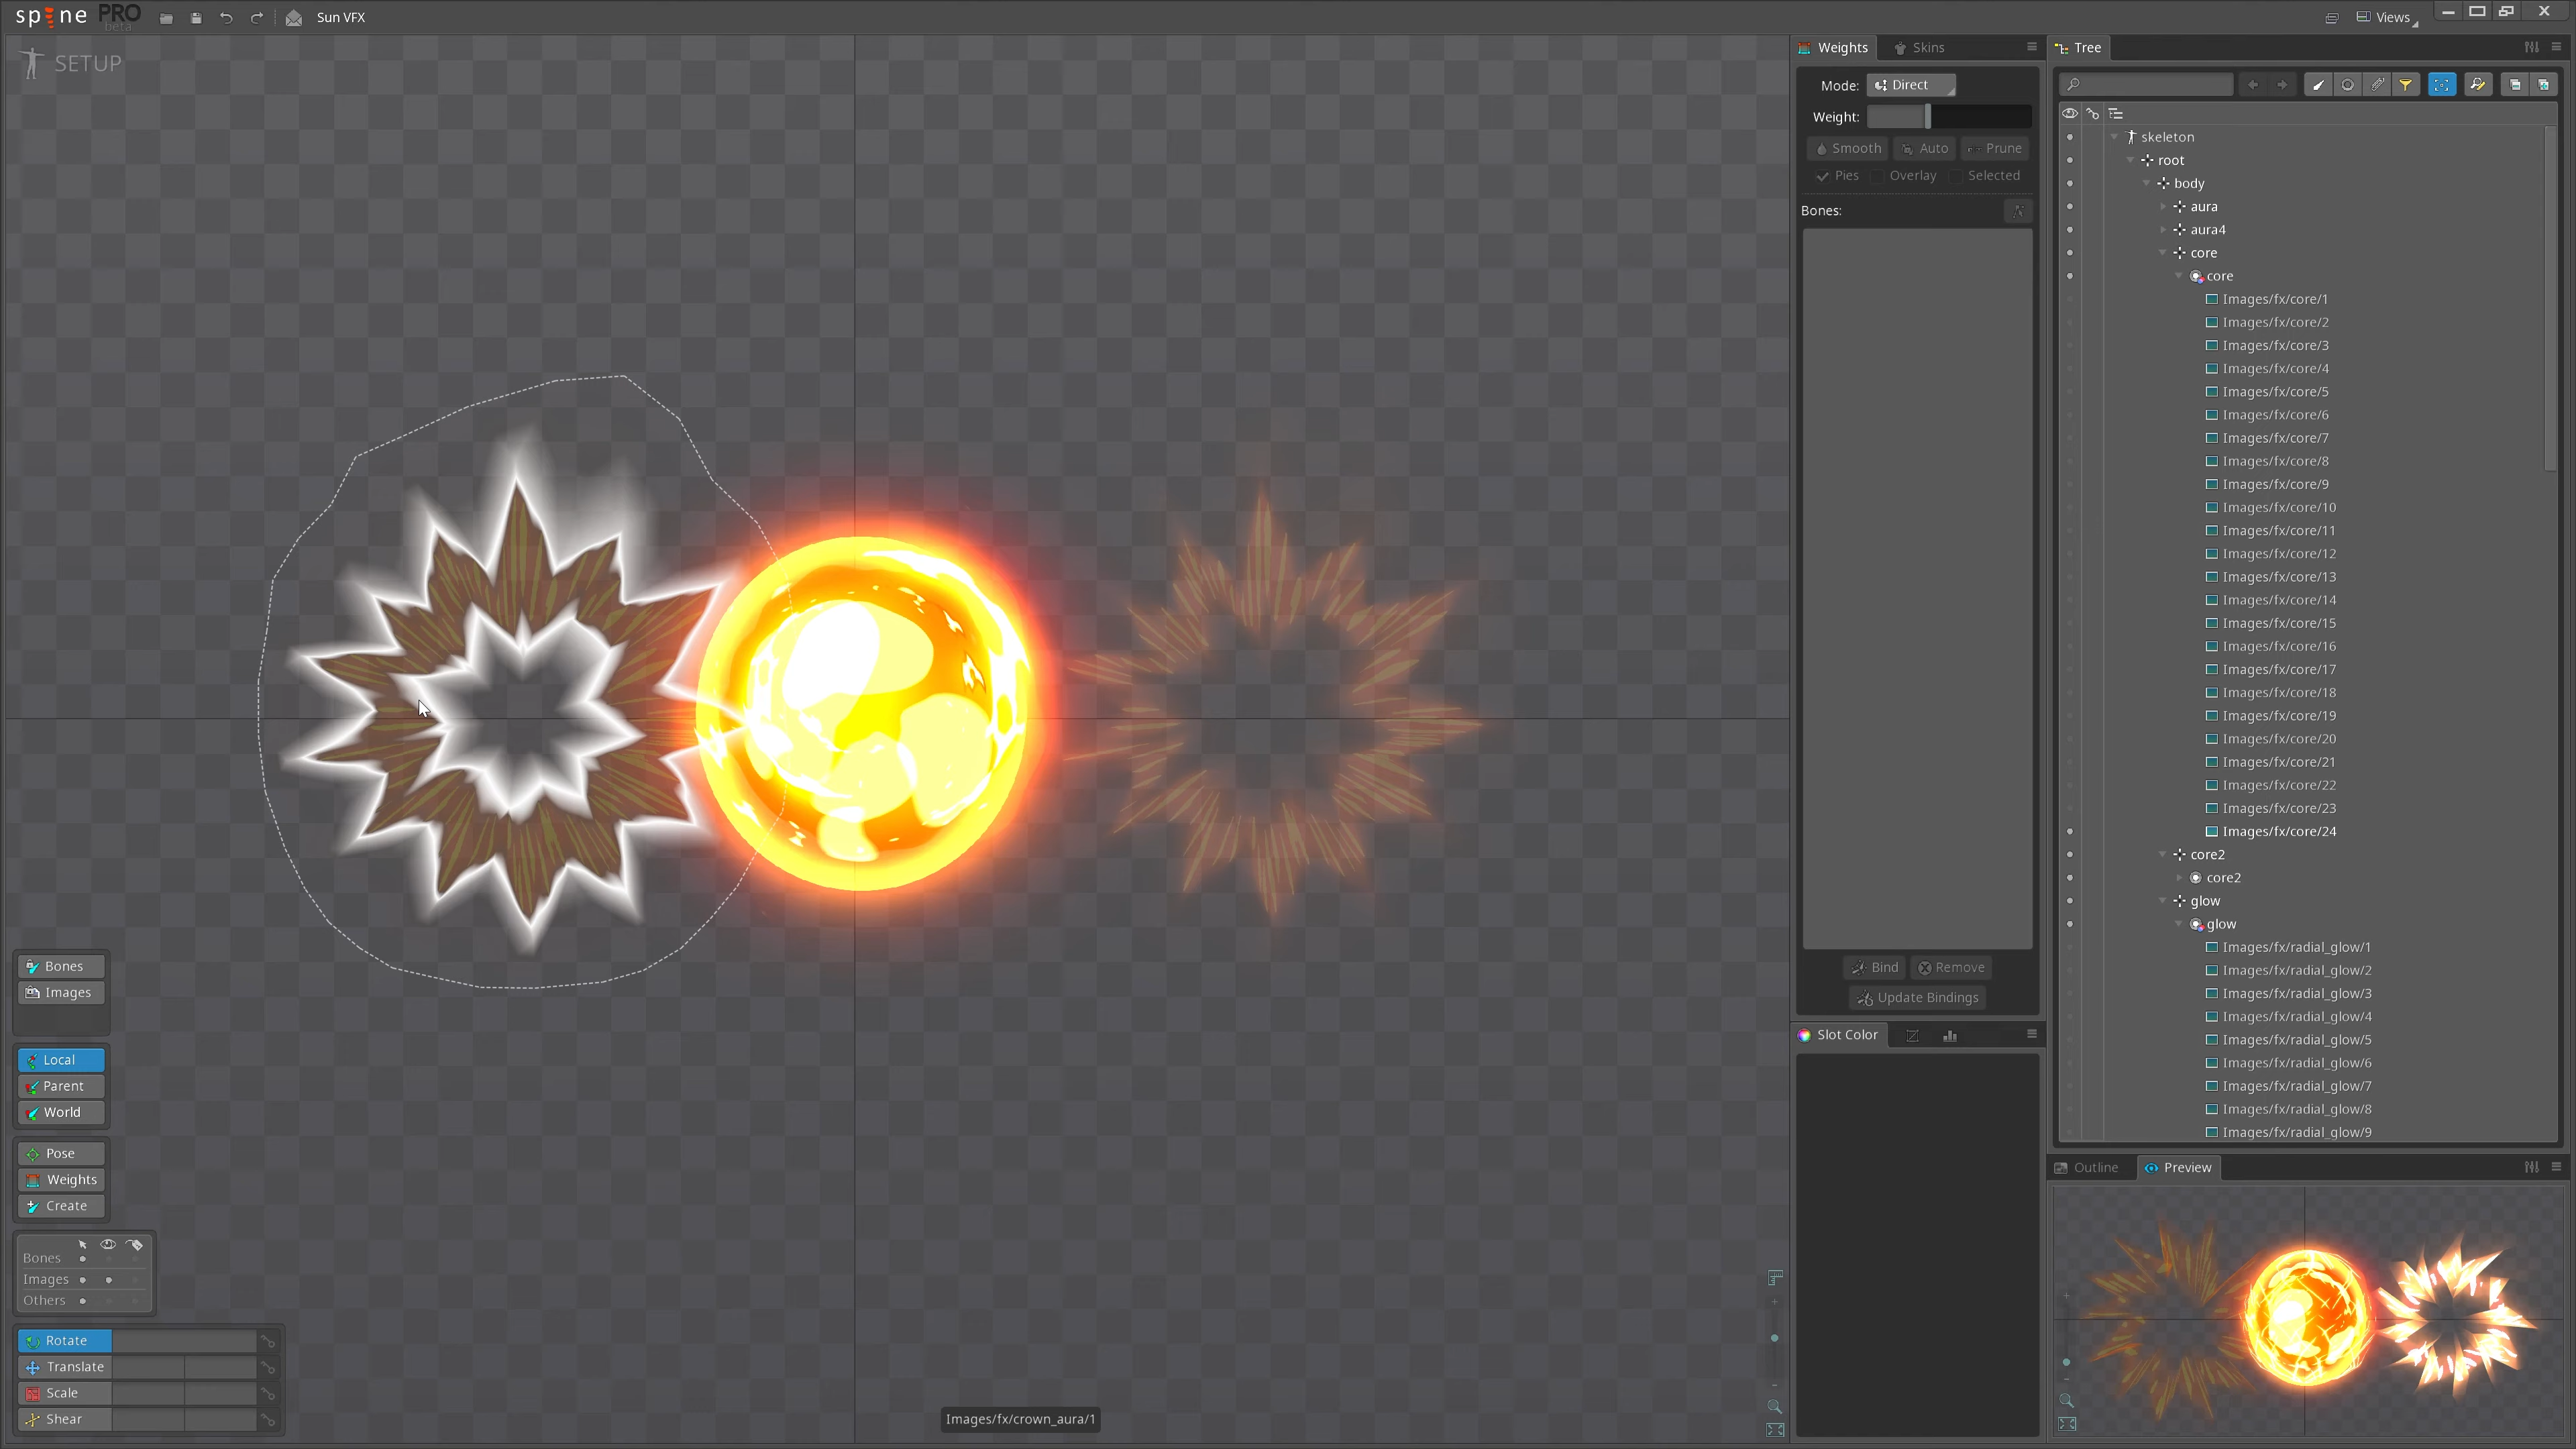 spine PRO beta
Sun VFX
Views
SETUP
Weights
Skins
Mode:
Direct
Weight:
Smooth
Auto
Prune
Pies
Overlay
Selected
Bones:
Bind
Remove
Update Bindings
Slot Color
Tree
skeleton
root
body
aura
aura4
core
core
Images/fx/core/1
Images/fx/core/2
Images/fx/core/3
Images/fx/core/4
Images/fx/core/5
Images/fx/core/6
Images/fx/core/7
Images/fx/core/8
Images/fx/core/9
Images/fx/core/10
Images/fx/core/11
Images/fx/core/12
Images/fx/core/13
Images/fx/core/14
Images/fx/core/15
Images/fx/core/16
Images/fx/core/17
Images/fx/core/18
Images/fx/core/19
Images/fx/core/20
Images/fx/core/21
Images/fx/core/22
Images/fx/core/23
Images/fx/core/24
core2
core2
glow
glow
Images/fx/radial_glow/1
Images/fx/radial_glow/2
Images/fx/radial_glow/3
Images/fx/radial_glow/4
Images/fx/radial_glow/5
Images/fx/radial_glow/6
Images/fx/radial_glow/7
Images/fx/radial_glow/8
Images/fx/radial_glow/9
Outline
Preview
Bones
Images
Local
Parent
World
Pose
Weights
Create
Bones
Images
Others
Rotate
Translate
Scale
Shear
Images/fx/crown_aura/1